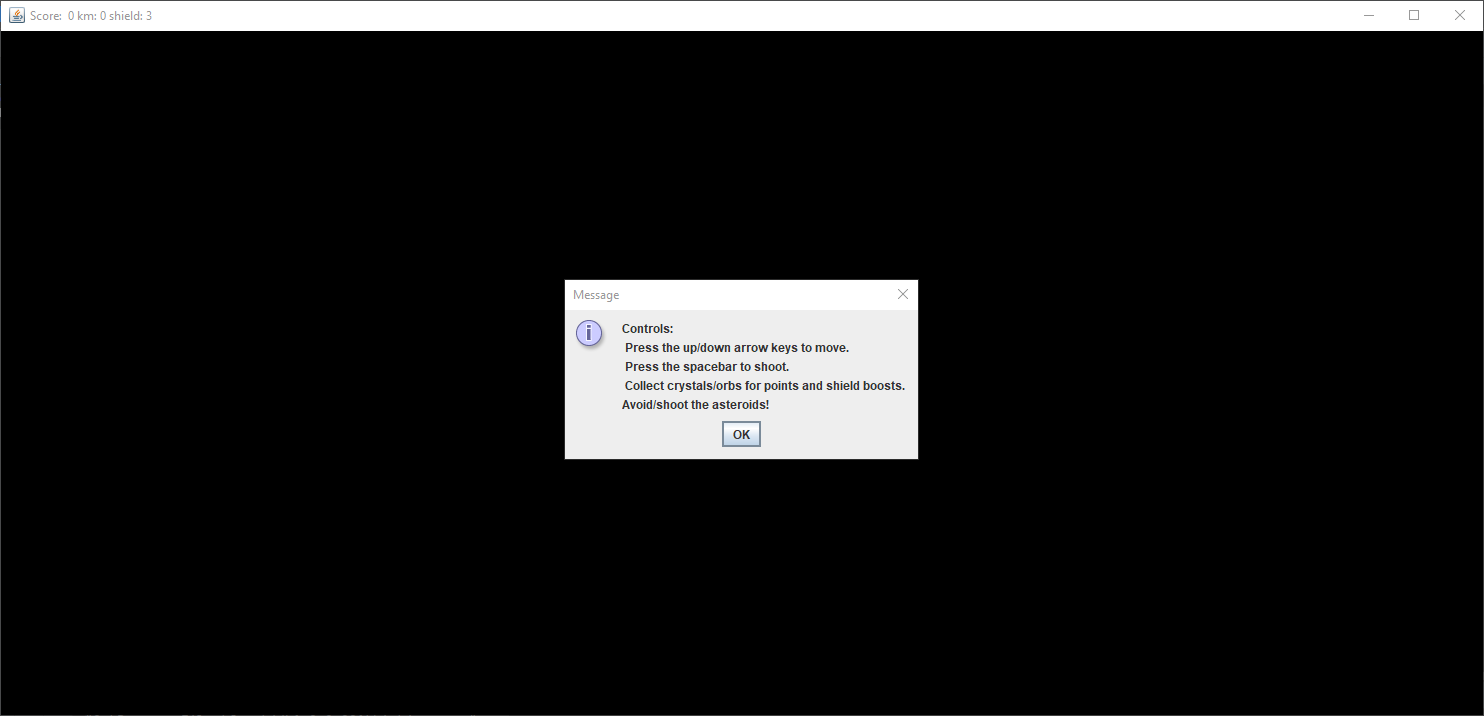 Score:  0 km: 0 shield: 3
Message
Controls:
Press the up/down arrow keys to move.
Press the spacebar to shoot.
Collect crystals/orbs for points and shield boosts.
Avoid/shoot the asteroids!
OK